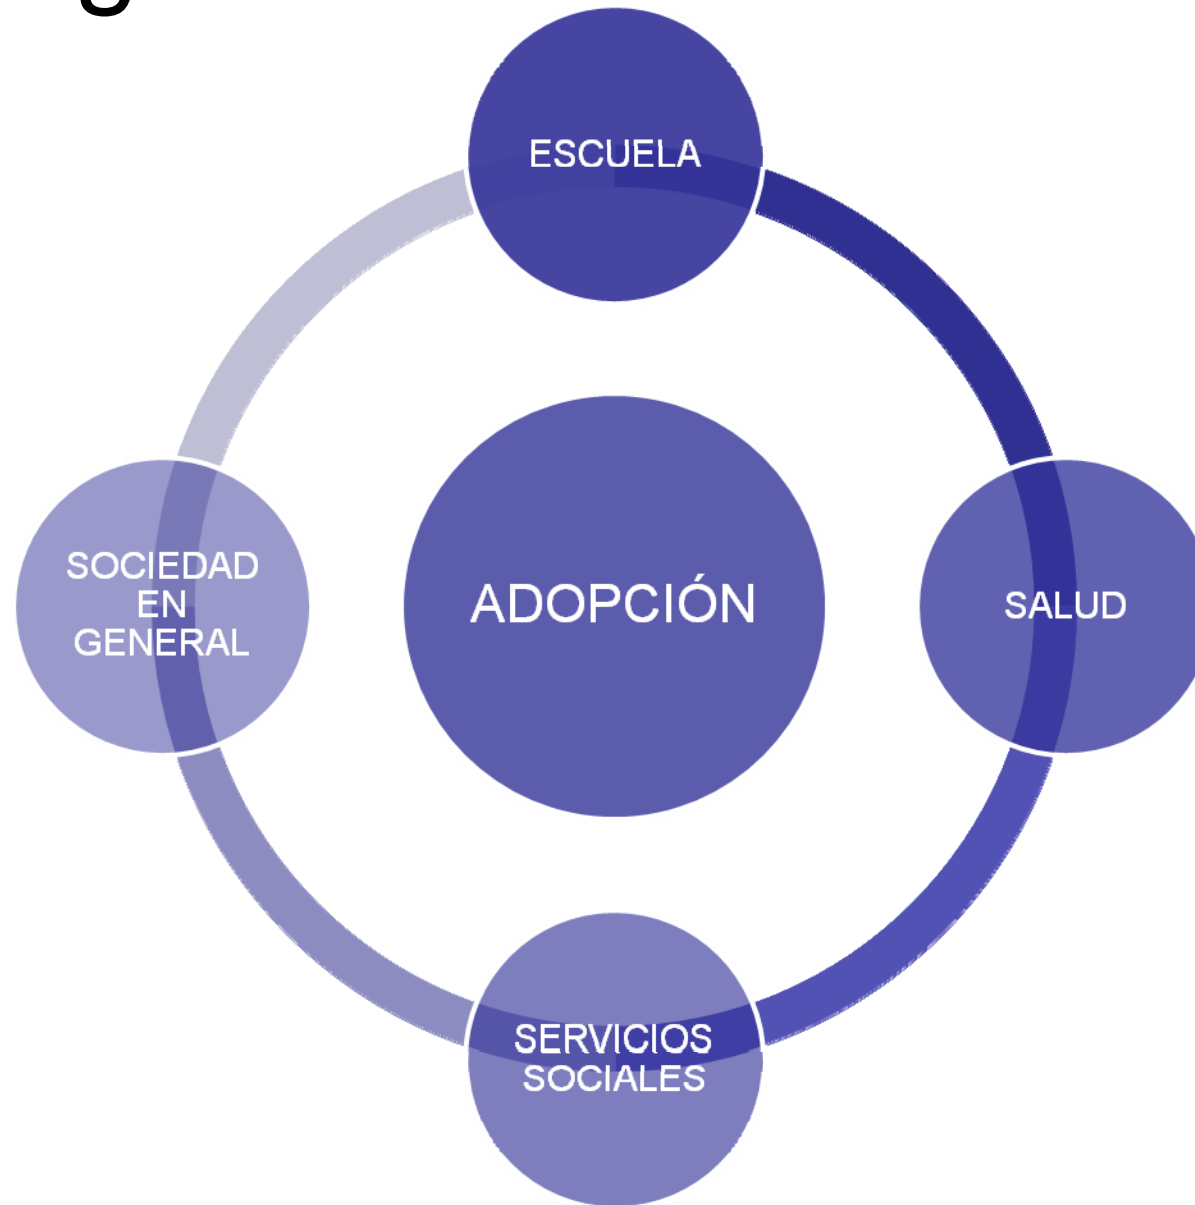 ESCUELA
SOCIEDAD
EN
GENERAL
ADOPCIÓN
SALUD
SERVICIOS
SOCIALES